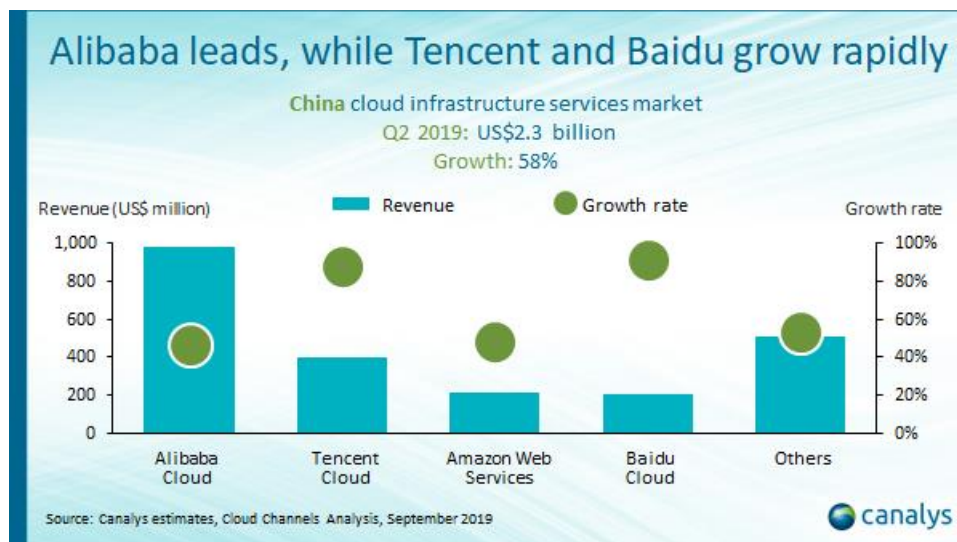 Alibaba leads, while Tencent and Baidu grow rapidly
China cloud infrastructure services market
Q2 2019: US$2.3 billion
Growth: 58%
Revenue (US$ million)
Revenue
Growth rate
Growth rate
1,000
800
600
400
200
0
100%
80%
60%
40%
20%
0%
Alibaba
Cloud
Tencent
Cloud
Amazon Web
Services
Baidu
Cloud
Others
Source: Canalys estimates, Cloud Channels Analysis, September 2019
canalys